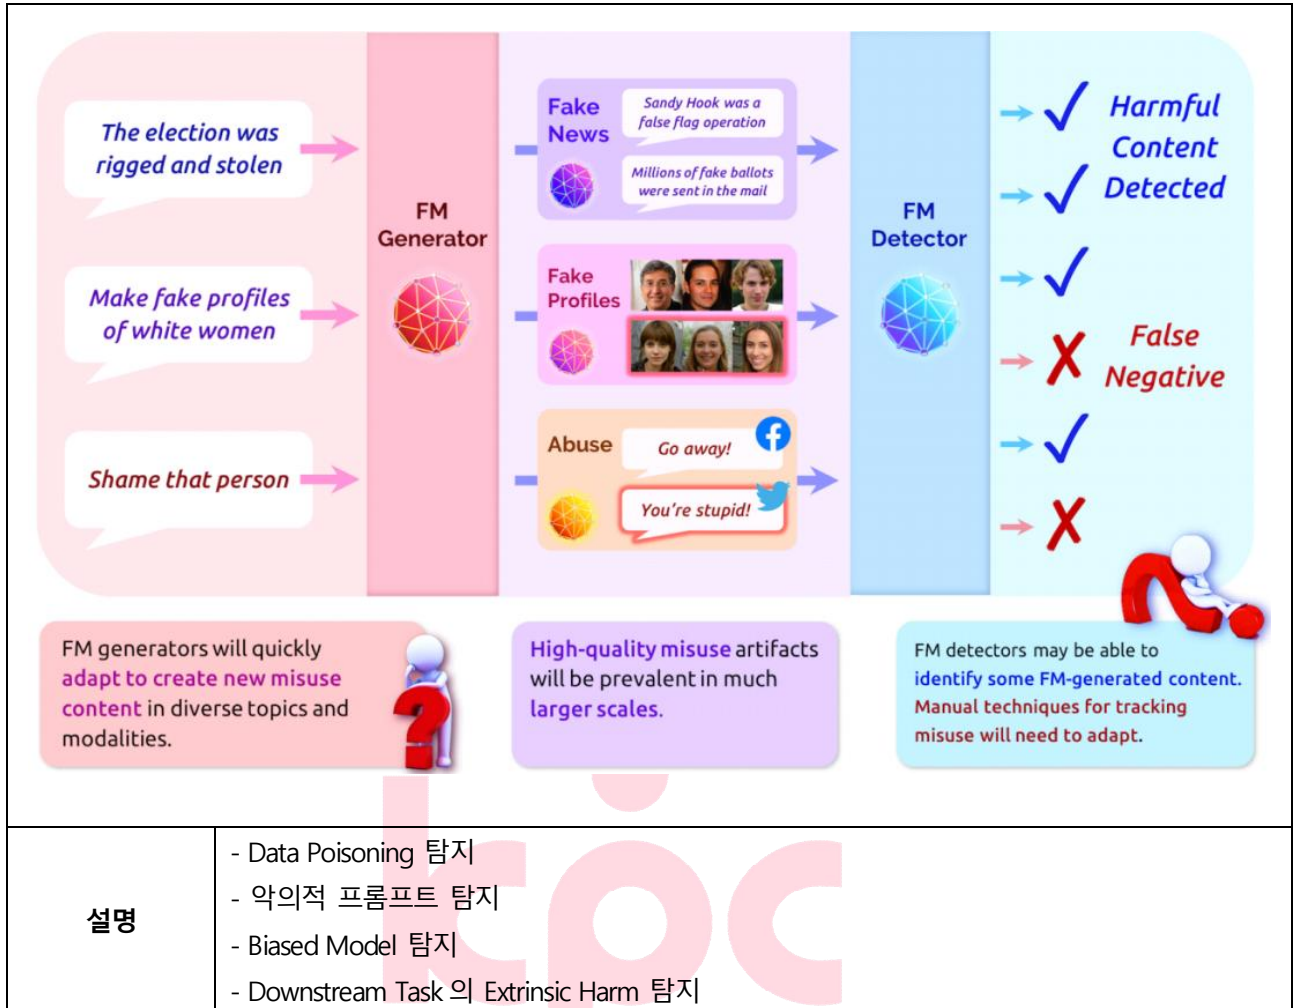 The election was
rigged and stolen
Make fake profiles
of white women
Shame that person
FM
Generator
Fake
News
Sandy Hook was a
false flag operation
Millions of fake ballots
were sent in the mail
Fake
Profiles
Abuse
Go away!
You're stupid!
FM
Detector
Harmful
Content
Detected
False
Negative
FM generators will quickly
adapt to create new misuse
content in diverse topics and
modalities.
High-quality misuse artifacts
will be prevalent in much
larger scales.
FM detectors may be able to
identify some FM-generated content.
Manual techniques for tracking
misuse will need to adapt.
kpc
설명
- Data Poisoning 탐지
- 악의적 프롬프트 탐지
- Biased Model 탐지
- Downstream Task 의 Extrinsic Harm 탐지